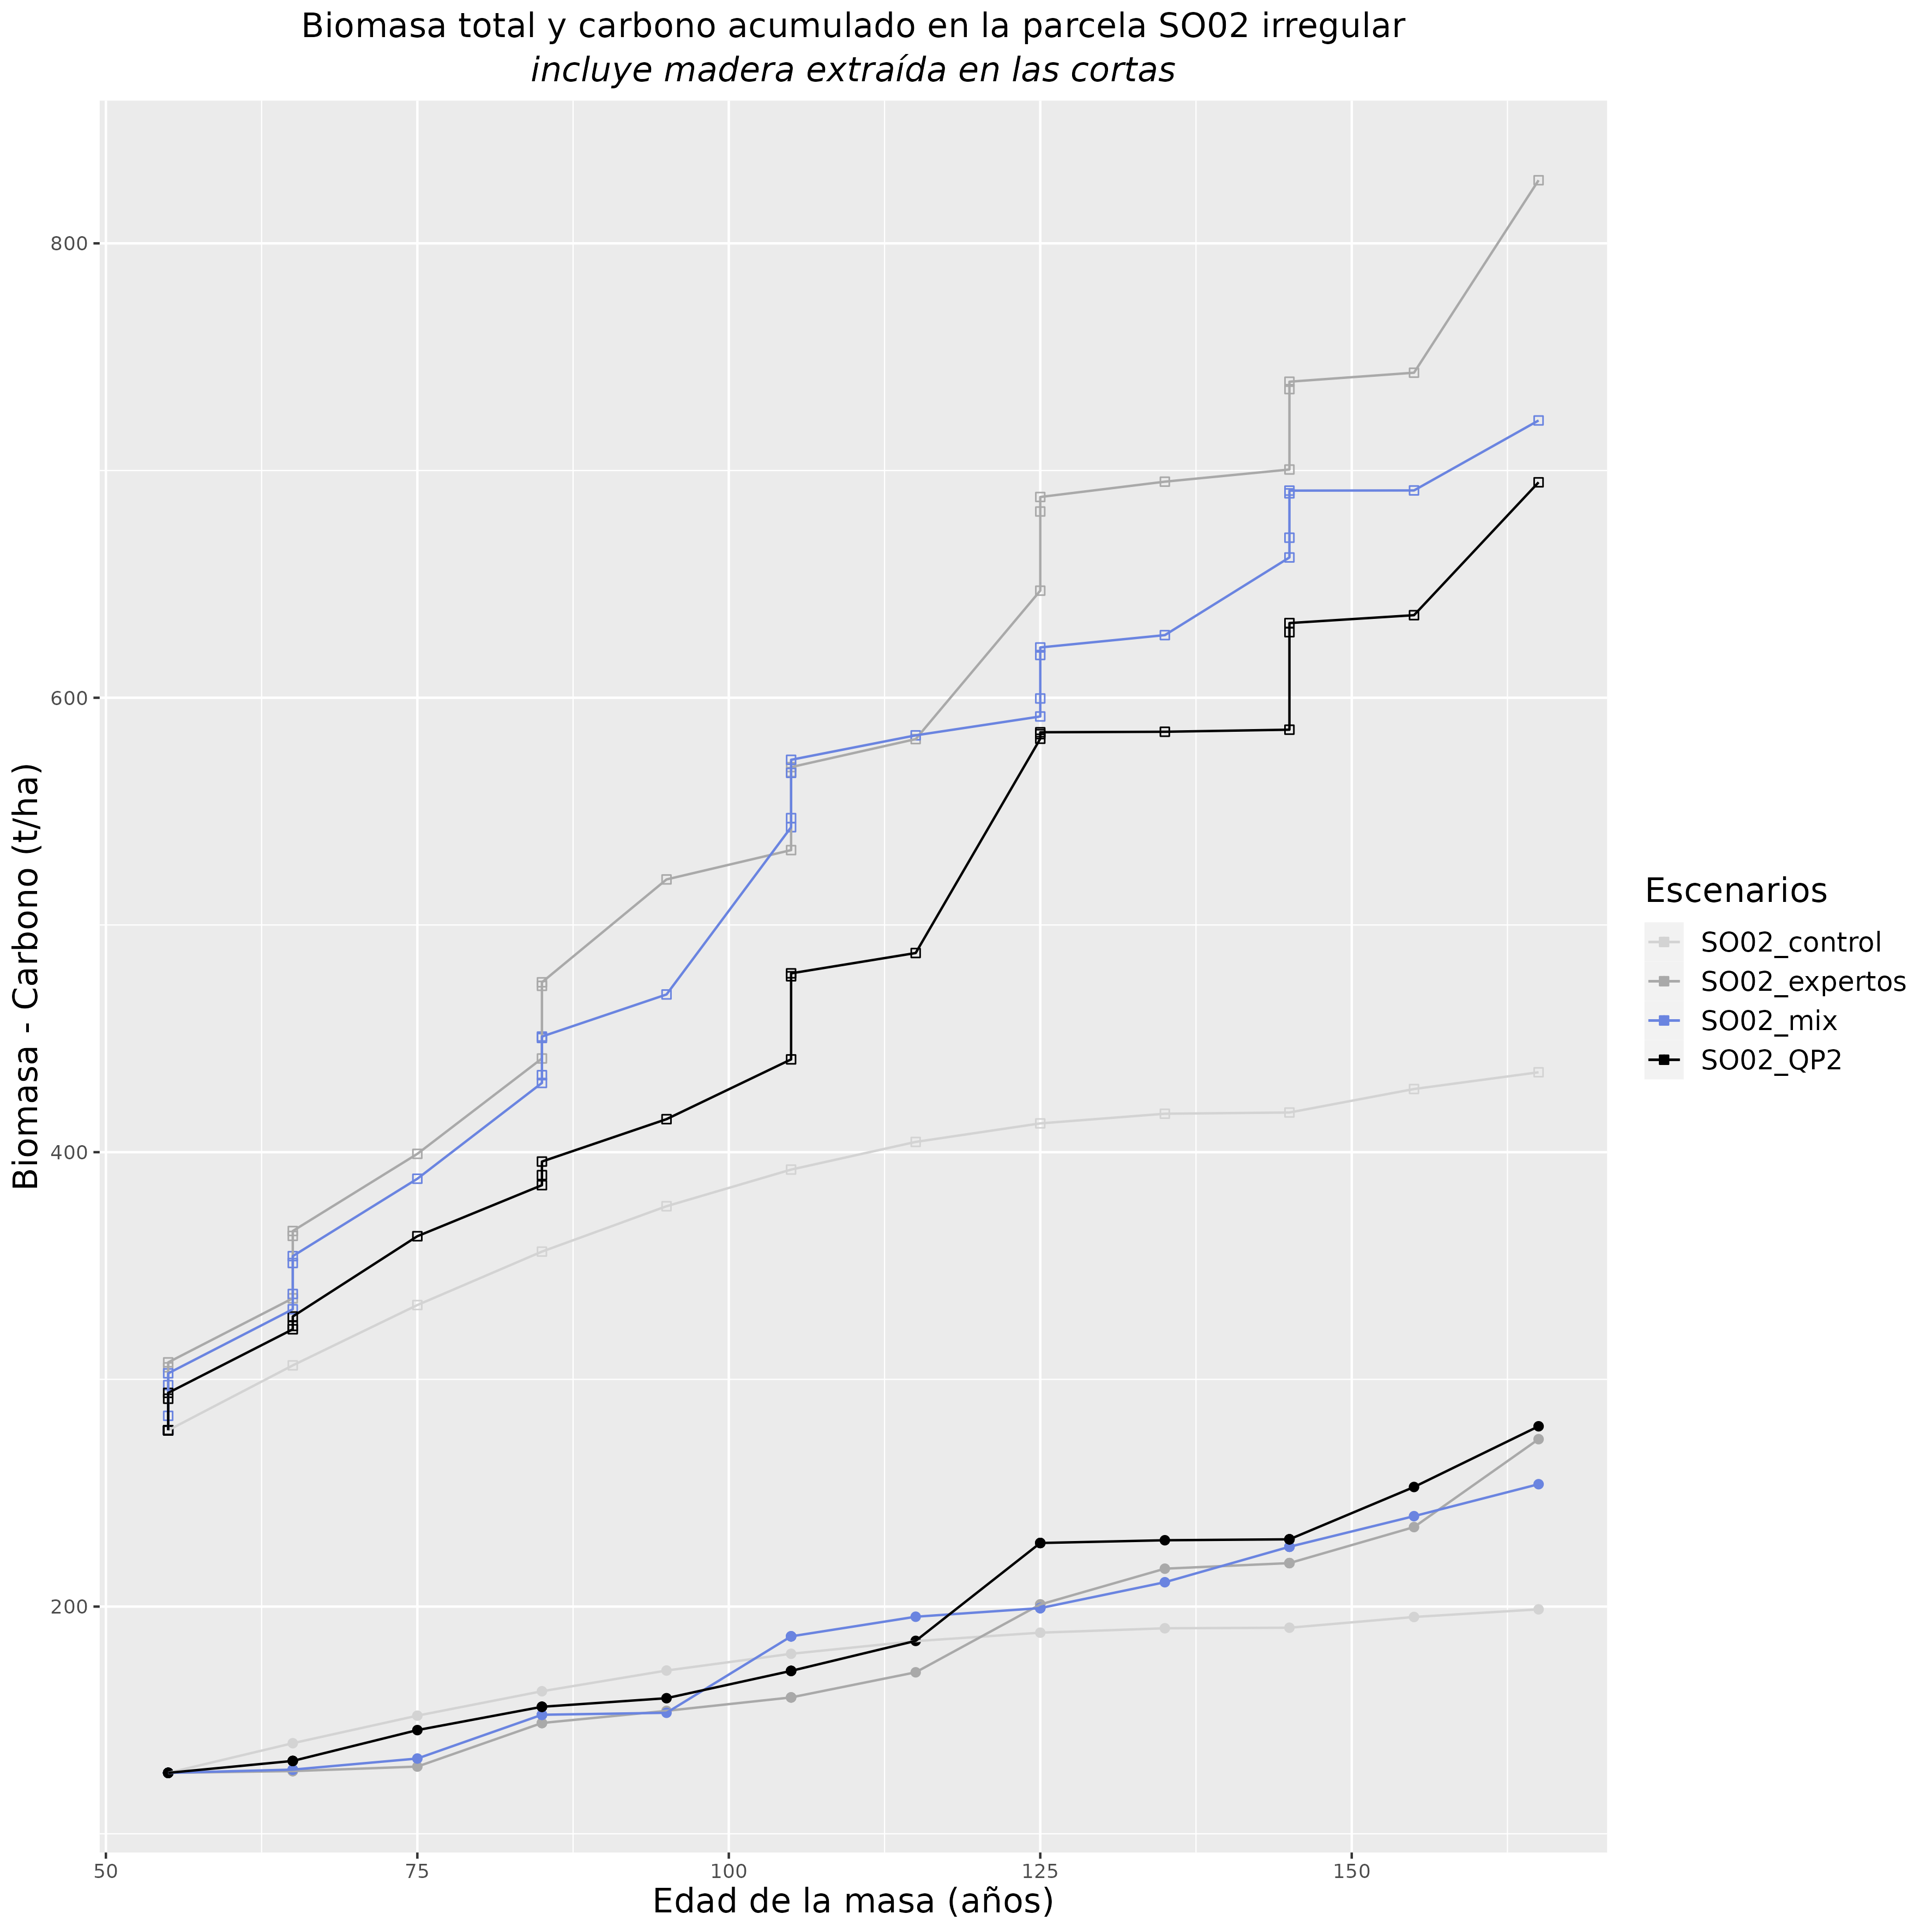 Biomasa total y carbono acumulado en la parcela SO02 irregular
incluye madera extraída en las cortas
Biomasa - Carbono (t/ha)
800
600
400
200
50
75
100
125
150
Edad de la masa (años)
Escenarios
SO02_control
SO02_expertos
SO02_mix
SO02_QP2